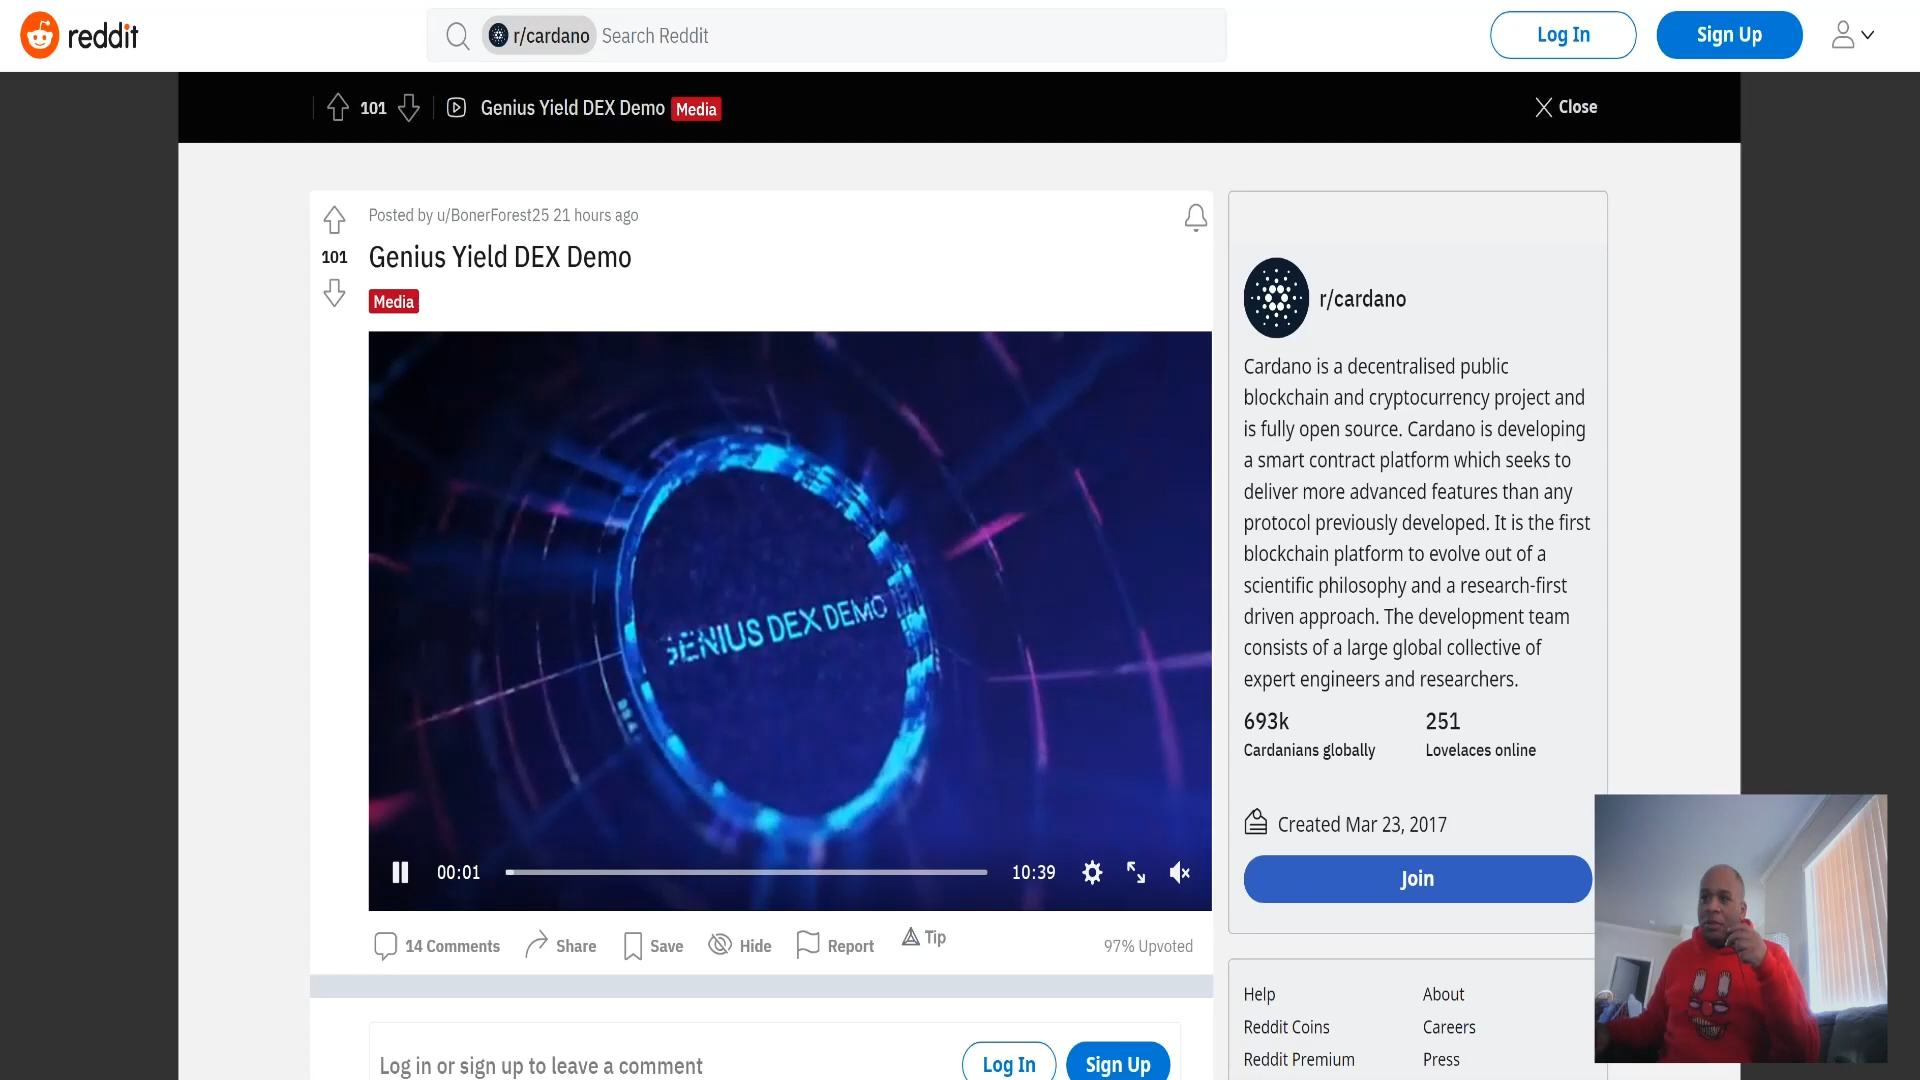 reddit
r/cardano Search Reddit
Log In
Sign Up
101
Genius Yield DEX Demo Media
Close
Posted by u/BonerForest25 21 hours ago
101
Genius Yield DEX Demo
Media
GENIUS DEX DEMO
00:01
10:39
14 Comments
Share
Save
Hide
Report
Tip
97% Upvoted
Log in or sign up to leave a comment
Log In
Sign Up
r/cardano
Cardano is a decentralised public
blockchain and cryptocurrency project and
is fully open source. Cardano is developing
a smart contract platform which seeks to
deliver more advanced features than any
protocol previously developed. It is the first
blockchain platform to evolve out of a
scientific philosophy and a research-first
driven approach. The development team
consists of a large global collective of
expert engineers and researchers.
693k
Cardanians globally
251
Lovelaces online
Created Mar 23, 2017
Join
Help
About
Reddit Coins
Careers
Reddit Premium
Press